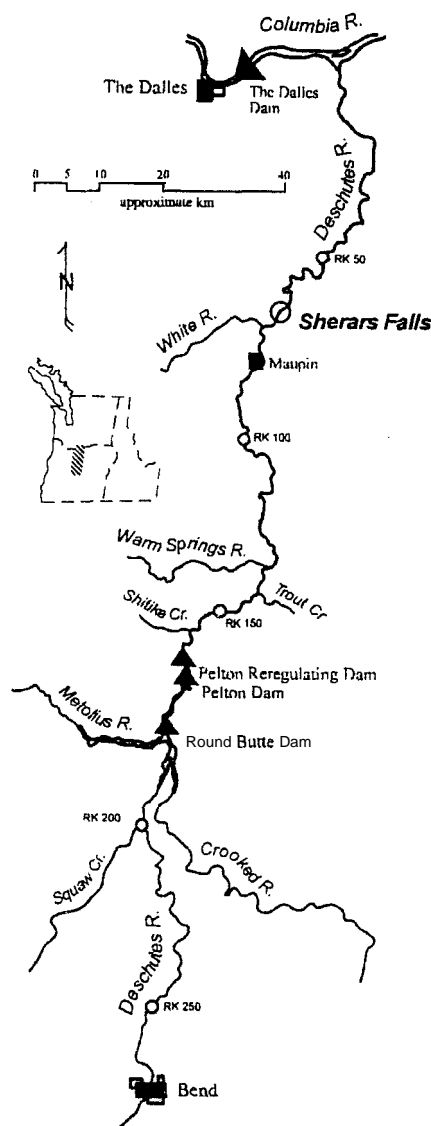 Columbia R.
The Dalles
The Dalles
Dam
0 5 10 20 40
approximate km
Deschutes R.
RK 50
N
Sherars Falls
White R.
Maupin
RK 100
Warm Springs R.
Trout Cr
Shitike Cr.
RK 150
Pelton Reregulating Dam
Pelton Dam
Metolius R.
Round Butte Dam
RK 200
Squaw Cr.
Crooked R.
Deschutes R.
RK 250
Bend